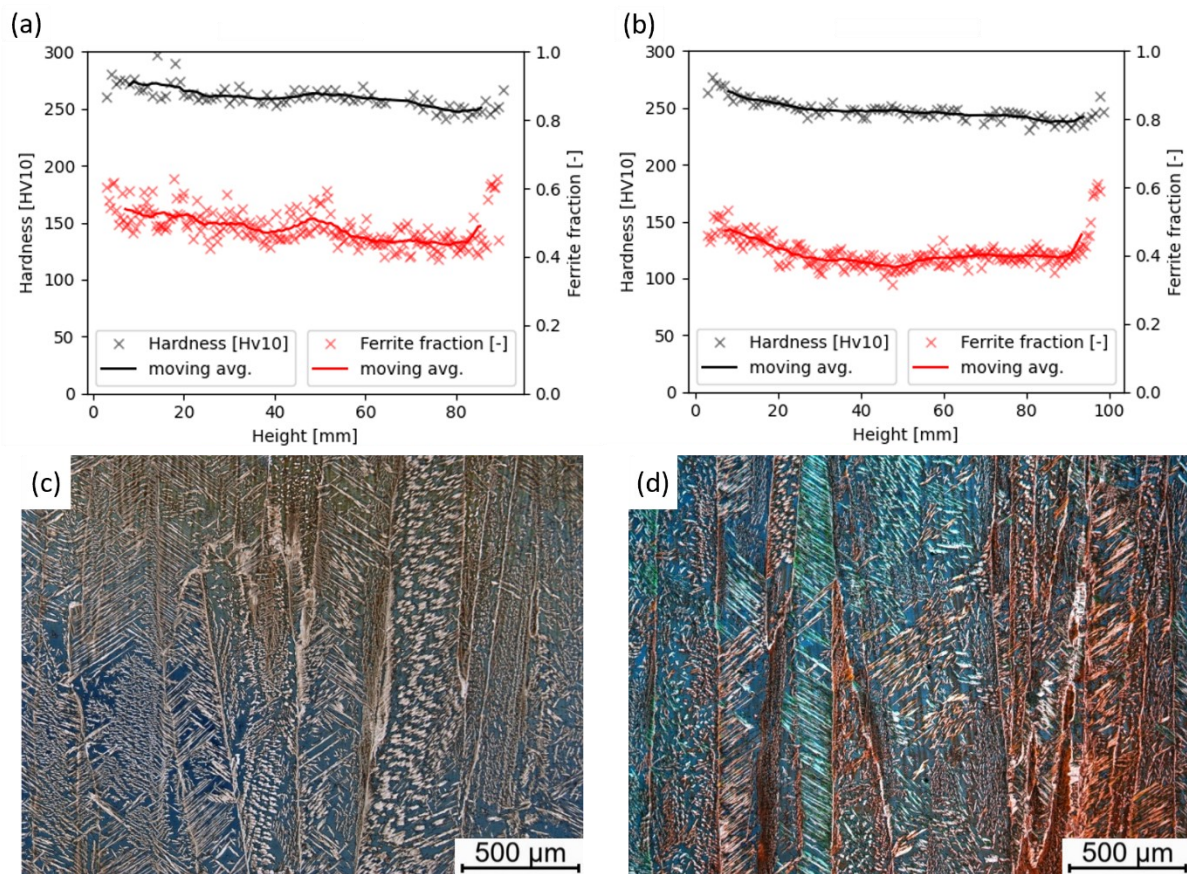 (a)
300
250
200
150
100
50
0
Hardness [HV10]
1.0
0.8
0.6
0.4
0.2
0.0
Ferrite fraction [-]
Hardness [Hv10]
moving avg.
Ferrite fraction [-]
moving avg.
0 20 40 60 80
Height [mm]
(b)
300
250
200
150
100
50
0
Hardness [HV10]
1.0
0.8
0.6
0.4
0.2
0.0
Ferrite fraction [-]
Hardness [Hv10]
moving avg.
Ferrite fraction [-]
moving avg.
0 20 40 60 80 100
Height [mm]
(c)
500 µm
(d)
500 µm